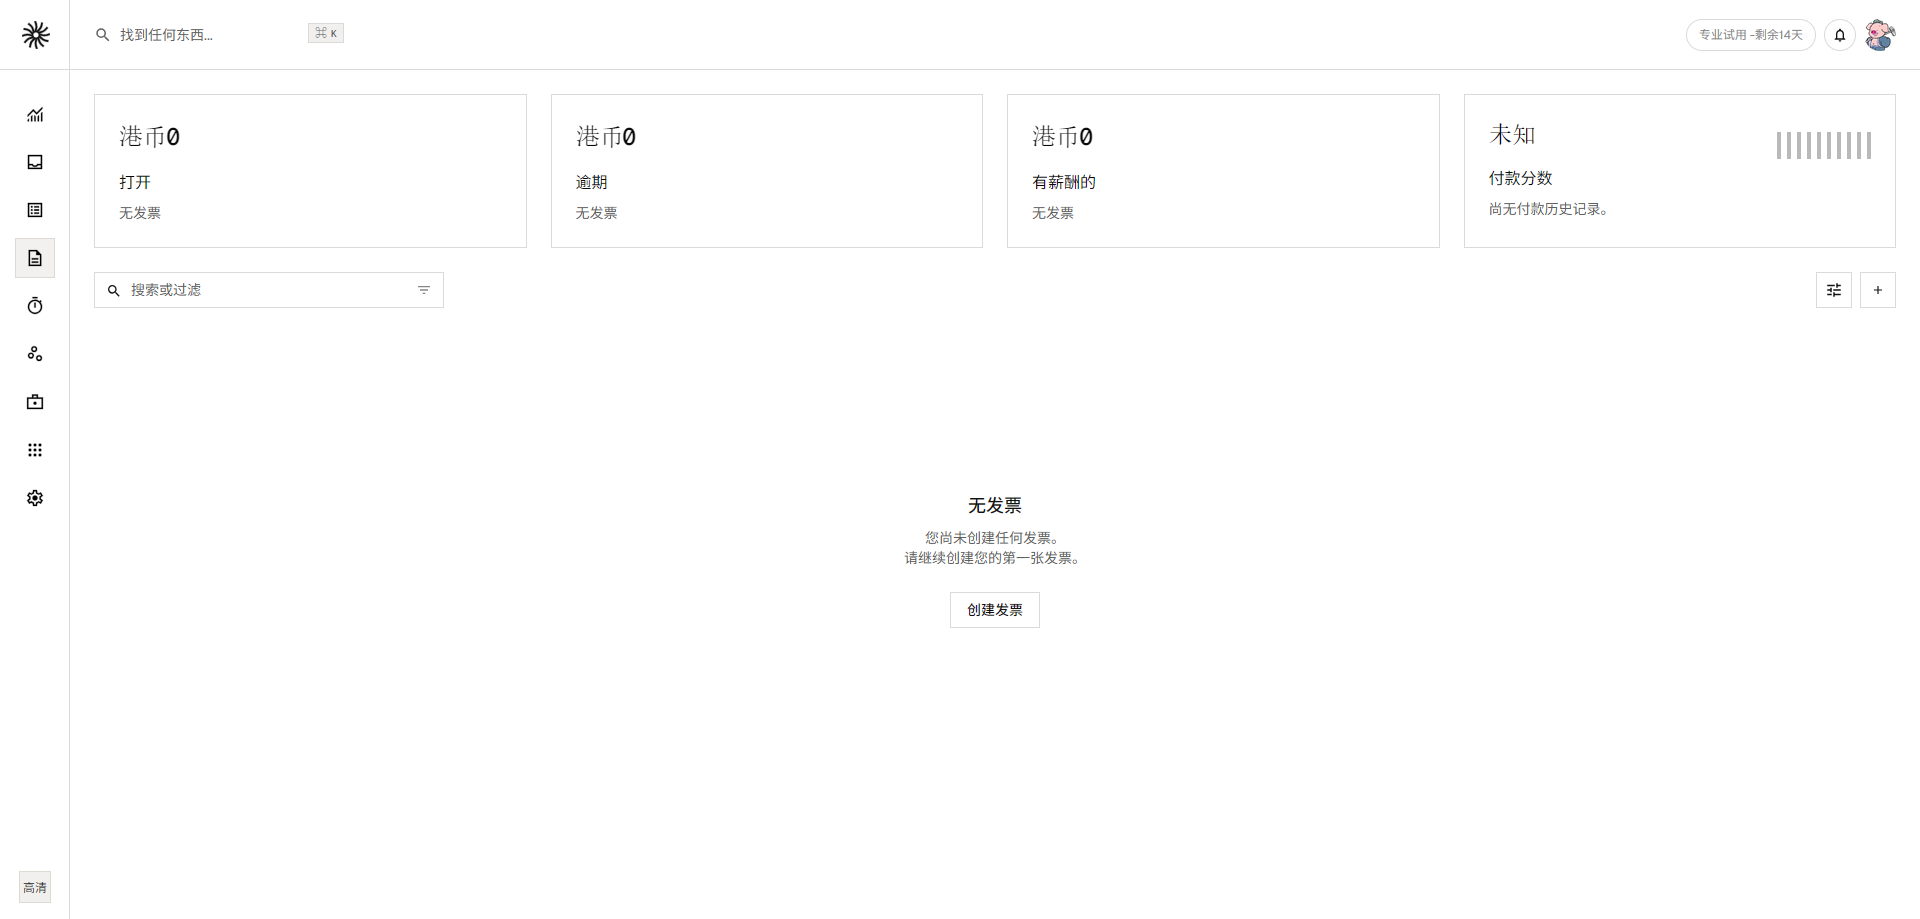 找到任何东西...
⌘ K
专业试用 -剩余14天
港币0
打开
无发票
港币0
逾期
无发票
港币0
有薪酬的
无发票
未知
付款分数
尚无付款历史记录。
搜索或过滤
无发票
您尚未创建任何发票。
请继续创建您的第一张发票。
创建发票
高清